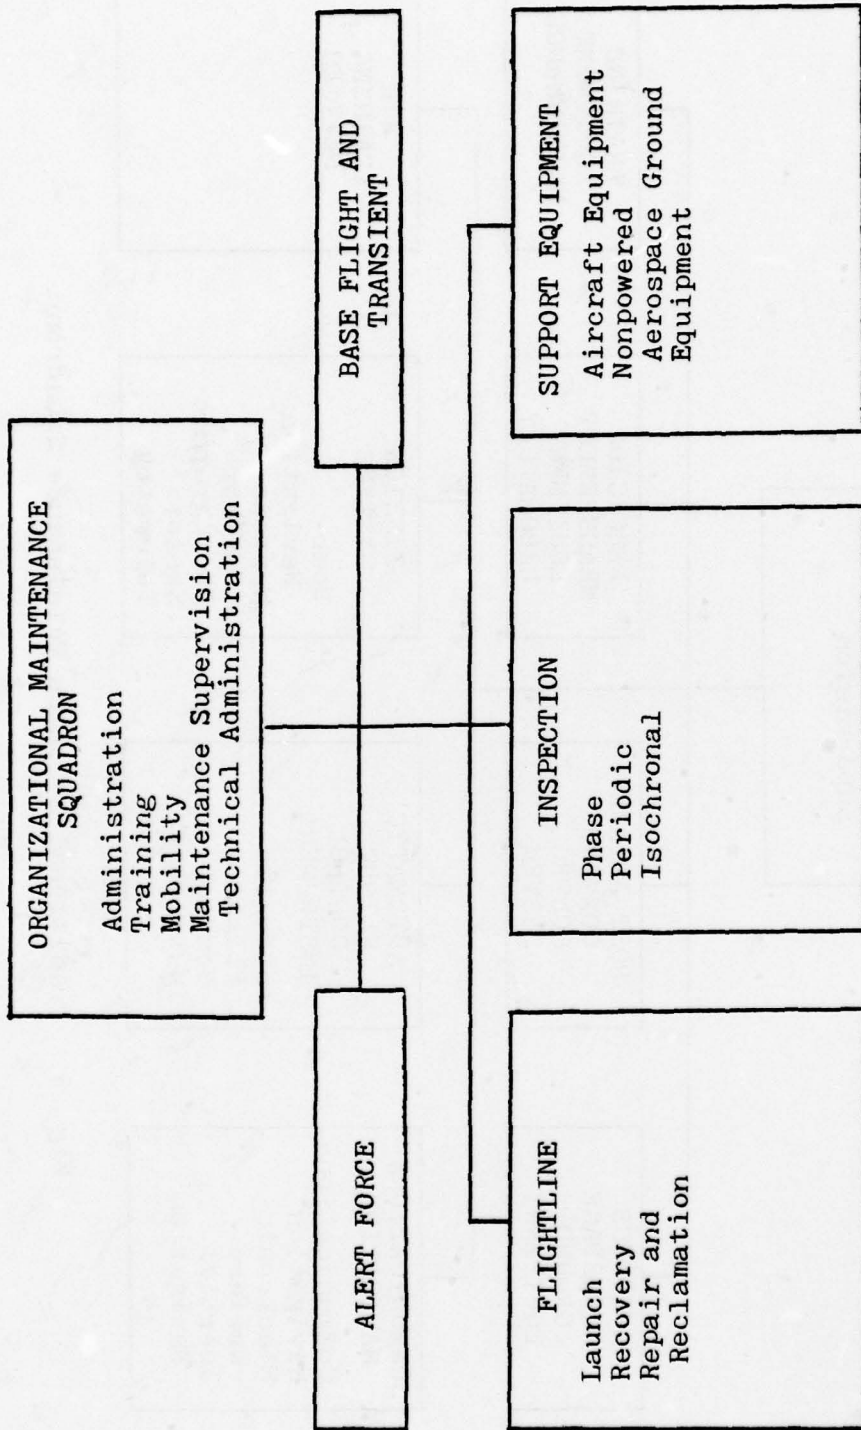 ORGANIZATIONAL MAINTENANCE
SQUADRON
Administration
Training
Mobility
Maintenance Supervision
Technical Administration
ALERT FORCE
BASE FLIGHT AND
TRANSIENT
FLIGHTLINE
Launch
Recovery
Repair and
Reclamation
INSPECTION
Phase
Periodic
Isochronal
SUPPORT EQUIPMENT
Aircraft Equipment
Nonpowered
Aerospace Ground
Equipment